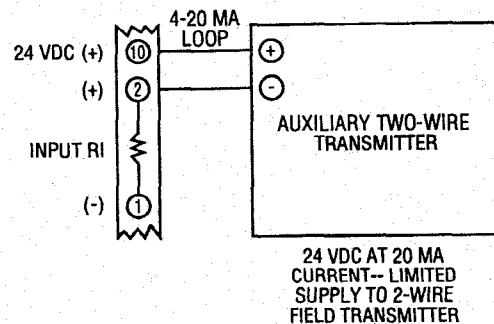 4-20 MA
LOOP
24 VDC (+)
10
+
(+)
2
-
AUXILIARY TWO-WIRE
TRANSMITTER
INPUT RI
(-)
1
24 VDC AT 20 MA
CURRENT-- LIMITED
SUPPLY TO 2-WIRE
FIELD TRANSMITTER